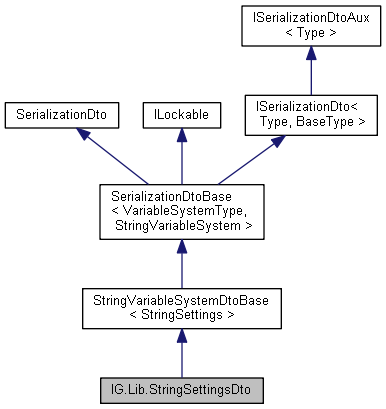 ISerializationDtoAux
< Type >
SerializationDto
ILockable
ISerializationDto<
Type, BaseType >
SerializationDtoBase
< VariableSystemType,
StringVariableSystem >
StringVariableSystemDtoBase
< StringSettings >
IG.Lib.StringSettingsDto